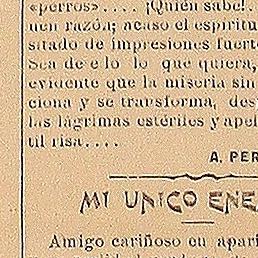 «perros».... ¡Quién sabe!.
nen razón; acaso el espíritu
sitado de impresiones fuerte
Sea de e lo lo que quiera,
evidente que la miseria sin
ciona y se transforma, des
las lágrimas estériles y apel
til risa....
A. PER
MI UNICO ENE
Amigo cariñoso en apari